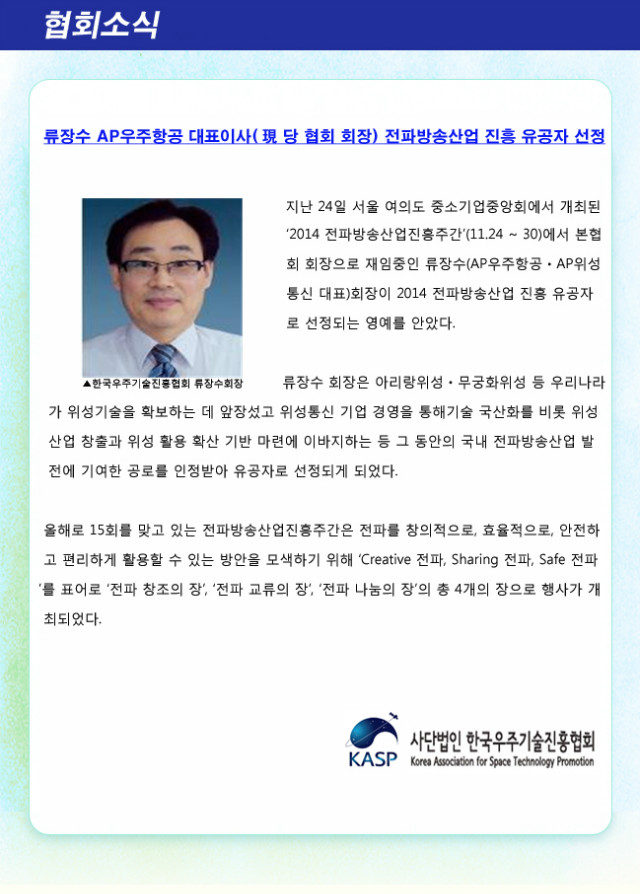 협회소식
류장수 AP우주항공 대표이사( 現 당 협회 회장) 전파방송산업 진흥 유공자 선정
지난 24일 서울 여의도 중소기업중앙회에서 개최된
‘2014 전파방송산업진흥주간’(11.24 ~ 30)에서 본협
회 회장으로 재임중인 류장수(AP우주항공·AP위성
통신 대표)회장이 2014 전파방송산업 진흥 유공자
로 선정되는 영예를 안았다.
▲한국우주기술진흥협회 류장수회장
류장수 회장은 아리랑위성·무궁화위성 등 우리나라
가 위성기술을 확보하는 데 앞장섰고 위성통신 기업 경영을 통해기술 국산화를 비롯 위성
산업 창출과 위성 활용 확산 기반 마련에 이바지하는 등 그 동안의 국내 전파방송산업 발
전에 기여한 공로를 인정받아 유공자로 선정되게 되었다.
올해로 15회를 맞고 있는 전파방송산업진흥주간은 전파를 창의적으로, 효율적으로, 안전하
고 편리하게 활용할 수 있는 방안을 모색하기 위해 ‘Creative 전파, Sharing 전파, Safe 전파
’를 표어로 ‘전파 창조의 장’, ‘전파 교류의 장’, ‘전파 나눔의 장’의 총 4개의 장으로 행사가 개
최되었다.
KASP
사단법인 한국우주기술진흥협회
Korea Association for Space Technology Promotion